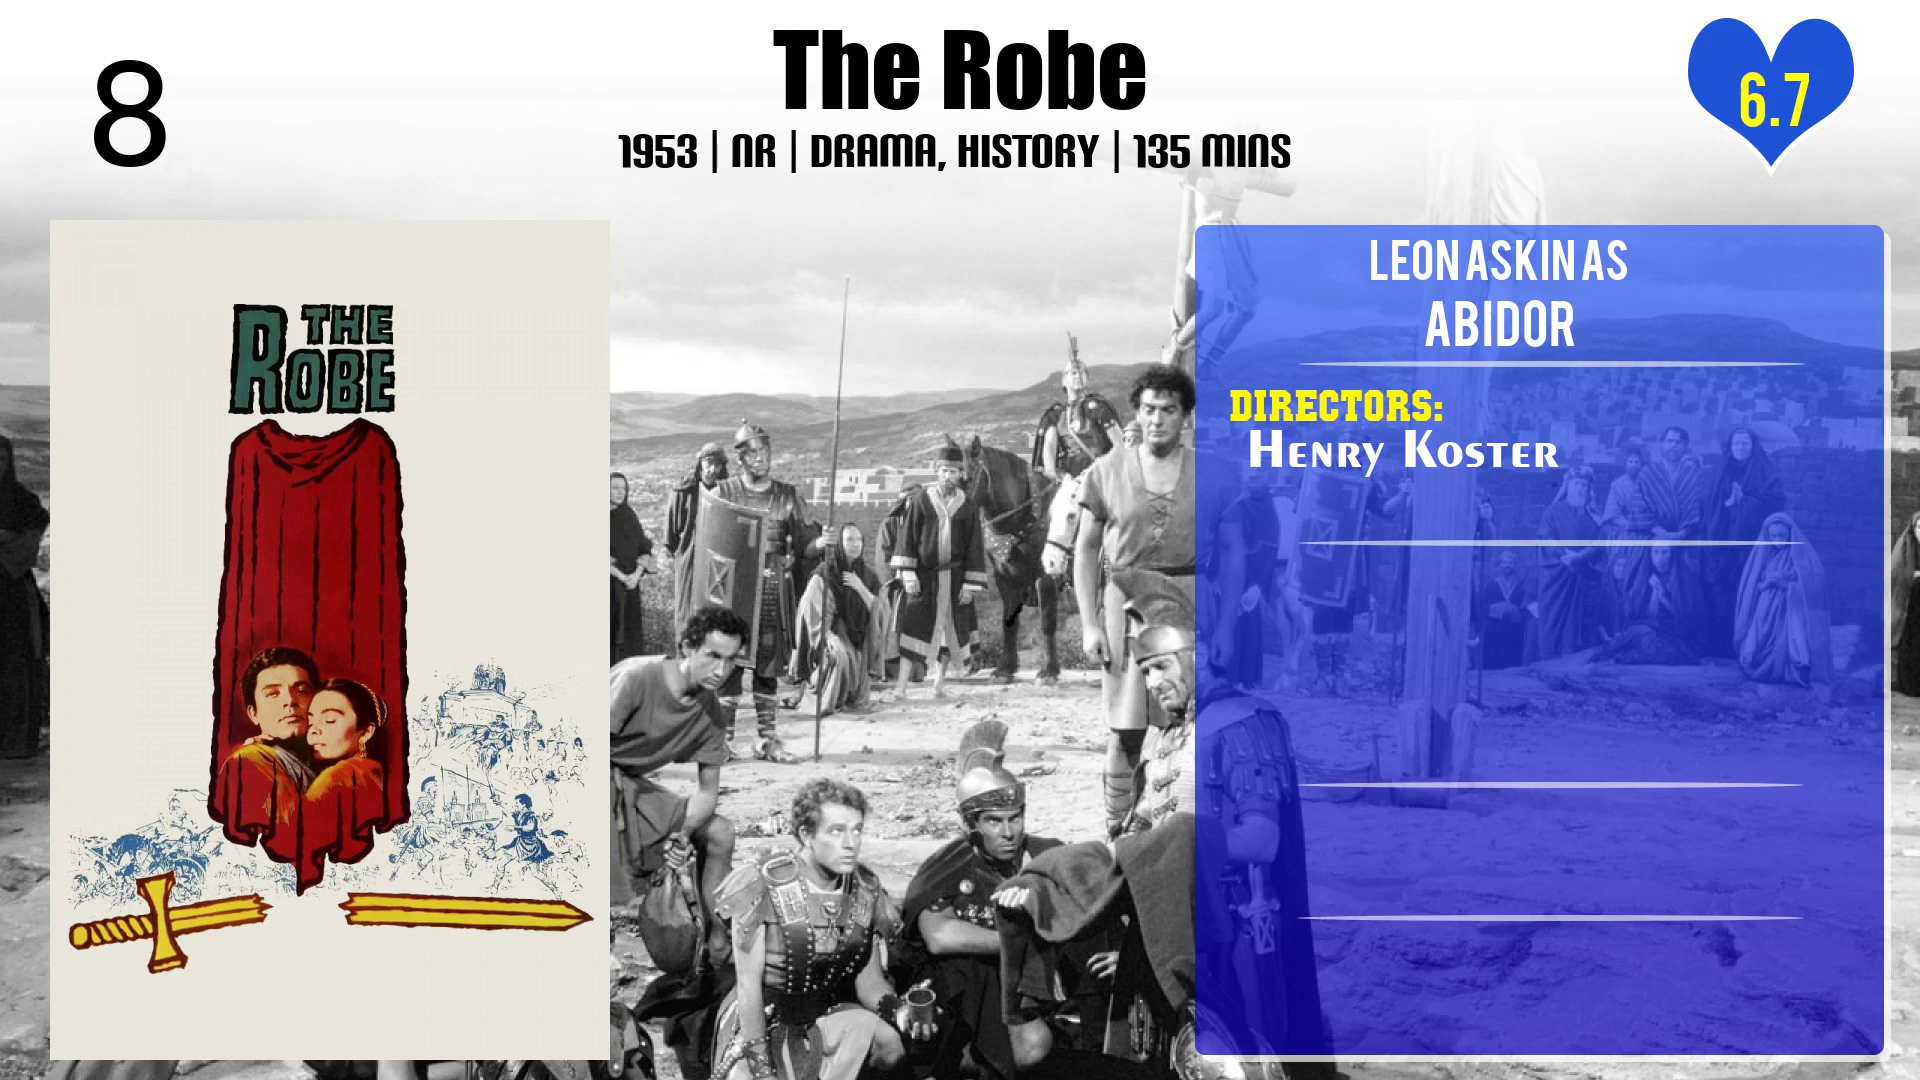 8
The Robe
1953 | NR | DRAMA, HISTORY | 135 MINS
6.7
THE
ROBE
LEON ASKIN AS
ABIDOR
DIRECTORS:
HENRY KOSTER